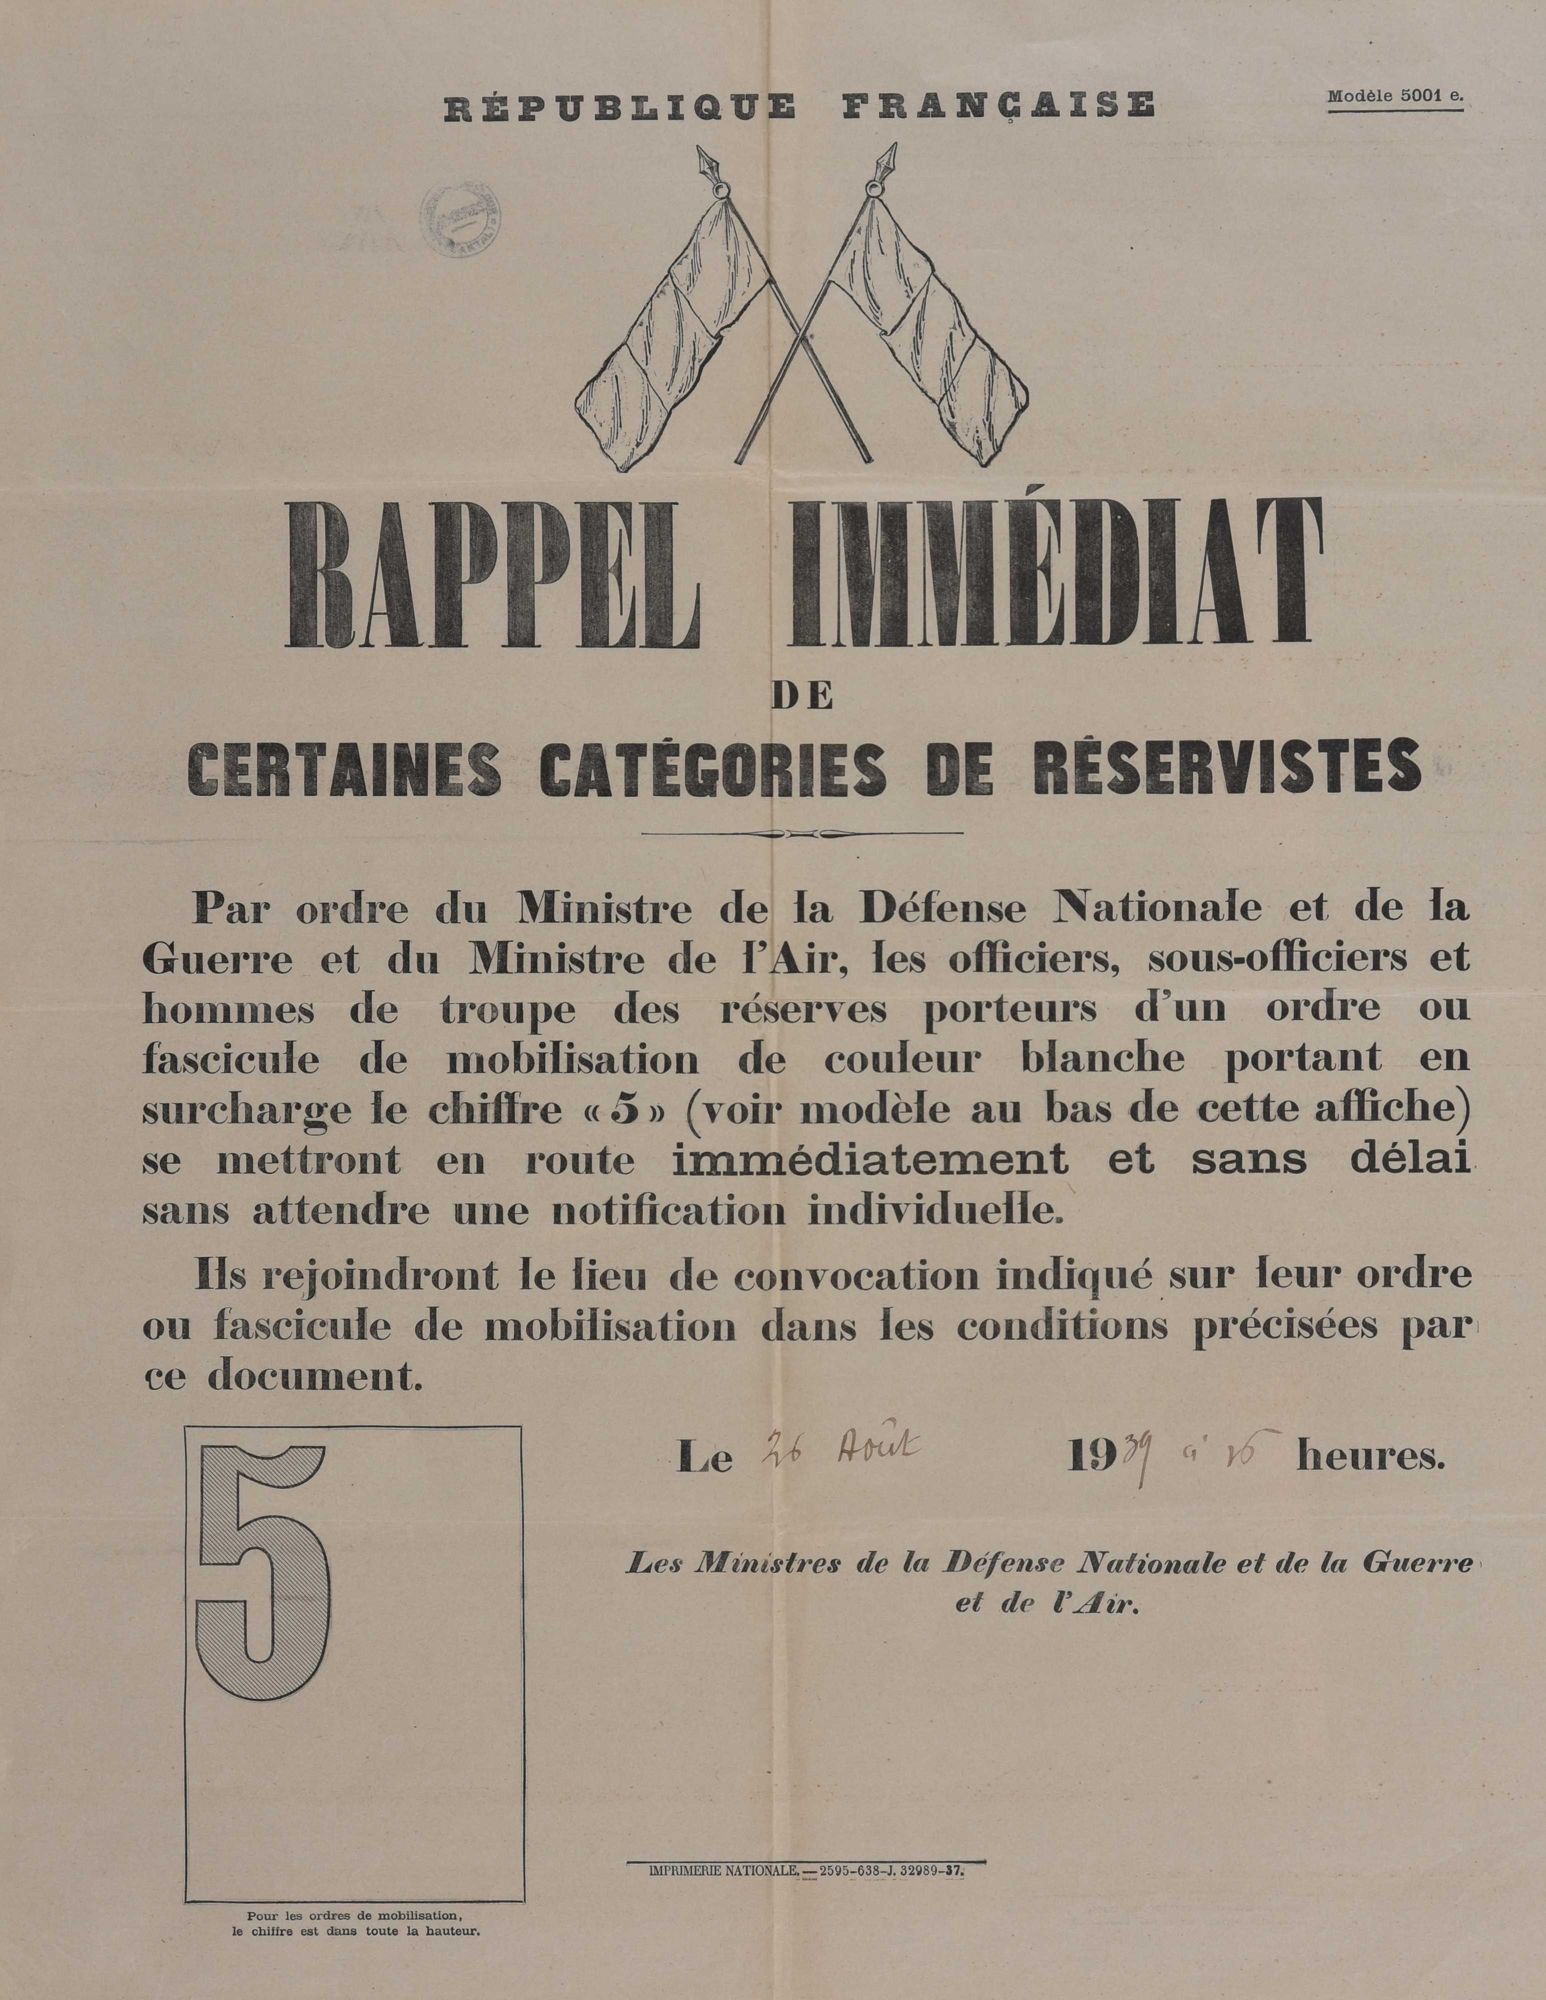 RÉPUBLIQUE FRANÇAISE
Modèle 5001 e.
RAPPEL IMMÉDIAT
DE
CERTAINES CATÉGORIES DE RÉSERVISTES
Par ordre du Ministre de la Défense Nationale et de la
Guerre et du Ministre de l'Air, les officiers, sous-officiers et
hommes de troupe des réserves porteurs d'un ordre ou
fascicule de mobilisation de couleur blanche portant en
surcharge le chiffre « 5 » (voir modèle au bas de cette affiche)
se mettront en route immédiatement et sans délai
sans attendre une notification individuelle.
Ils rejoindront le lieu de convocation indiqué sur leur ordre
ou fascicule de mobilisation dans les conditions précisées par
ce document.
5
Le 26 Août 1939 à heures.
Les Ministres de la Défense Nationale et de la Guerre
et de l'Air.
IMPRIMERIE NATIONALE. — 2595-638-J. 32989-37.
Pour les ordres de mobilisation,
le chiffre est dans toute la hauteur.